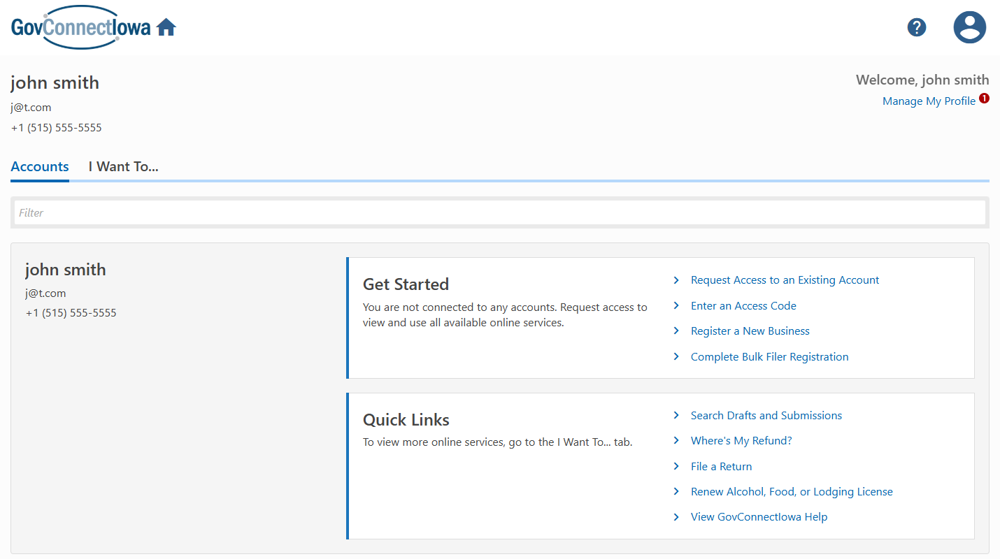 GovConnectIowa
?
john smith
Welcome, john smith
j@t.com
Manage My Profile 1
+1 (515) 555-5555
Accounts
I Want To...
Filter
john smith
j@t.com
+1 (515) 555-5555
Get Started
You are not connected to any accounts. Request access to
view and use all available online services.
Request Access to an Existing Account
Enter an Access Code
Register a New Business
Complete Bulk Filer Registration
Quick Links
To view more online services, go to the I Want To... tab.
Search Drafts and Submissions
Where's My Refund?
File a Return
Renew Alcohol, Food, or Lodging License
View GovConnectIowa Help